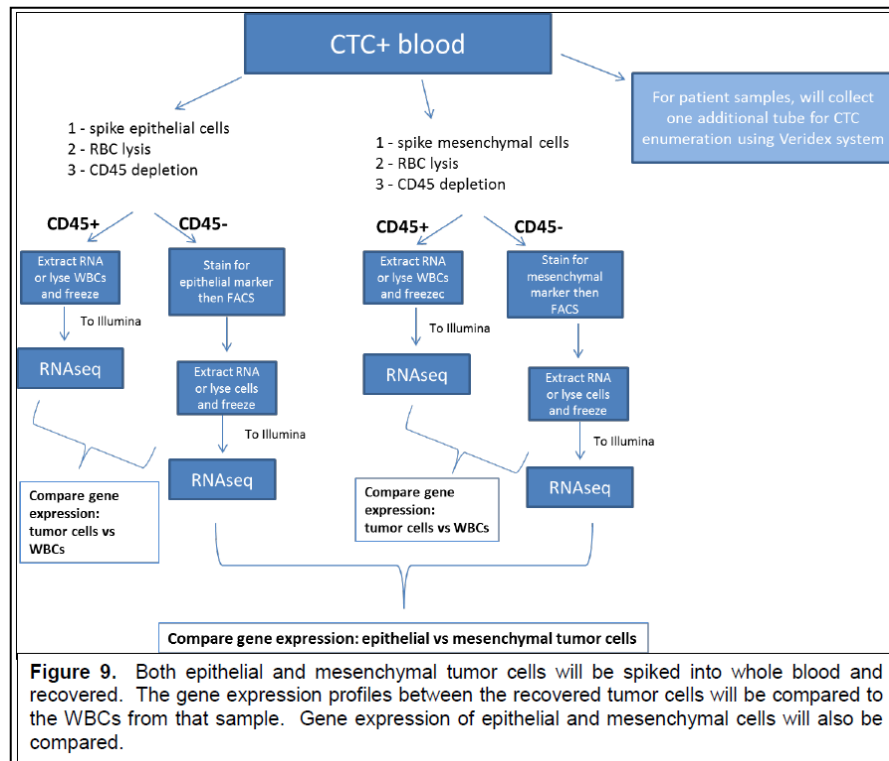 CTC+ blood
For patient samples, will collect
one additional tube for CTC
enumeration using Veridex system
1 - spike epithelial cells
2 - RBC lysis
3 - CD45 depletion
1 - spike mesenchymal cells
2 - RBC lysis
3 - CD45 depletion
CD45+
CD45-
CD45+
CD45-
Extract RNA
or lyse WBCs
and freeze
Stain for
epithelial marker
then FACS
Extract RNA
or lyse WBCs
and freezec
Stain for
mesenchymal
marker then
FACS
To Illumina
To Illumina
RNAseq
Extract RNA
or lyse cells
and freeze
RNAseq
Extract RNA
or lyse cells
and freeze
To Illumina
To Illumina
RNAseq
RNAseq
Compare gene
expression:
tumor cells vs
WBCs
Compare gene
expression:
tumor cells vs WBCs
Compare gene expression: epithelial vs mesenchymal tumor cells
Figure 9. Both epithelial and mesenchymal tumor cells will be spiked into whole blood and
recovered. The gene expression profiles between the recovered tumor cells will be compared to
the WBCs from that sample. Gene expression of epithelial and mesenchymal cells will also be
compared.